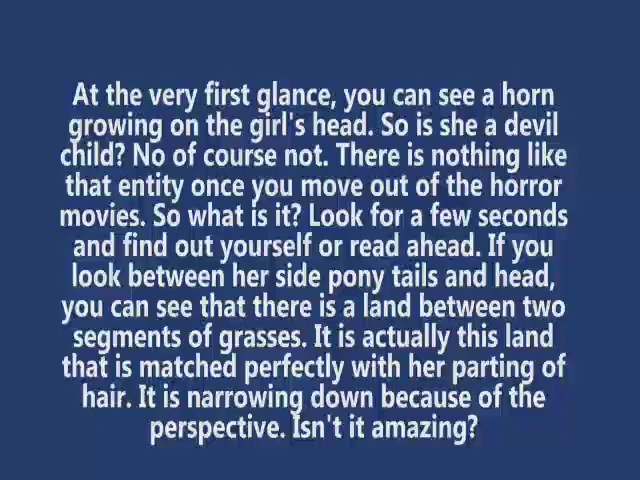 At the very first glance, you can see a horn
growing on the girl's head. So is she a devil
child? No of course not. There is nothing like
that entity once you move out of the horror
movies. So what is it? Look for a few seconds
and find out yourself or read ahead. If you
look between her side pony tails and head,
you can see that there is a land between two
segments of grasses. It is actually this land
that is matched perfectly with her parting of
hair. It is narrowing down because of the
perspective. Isn't it amazing?